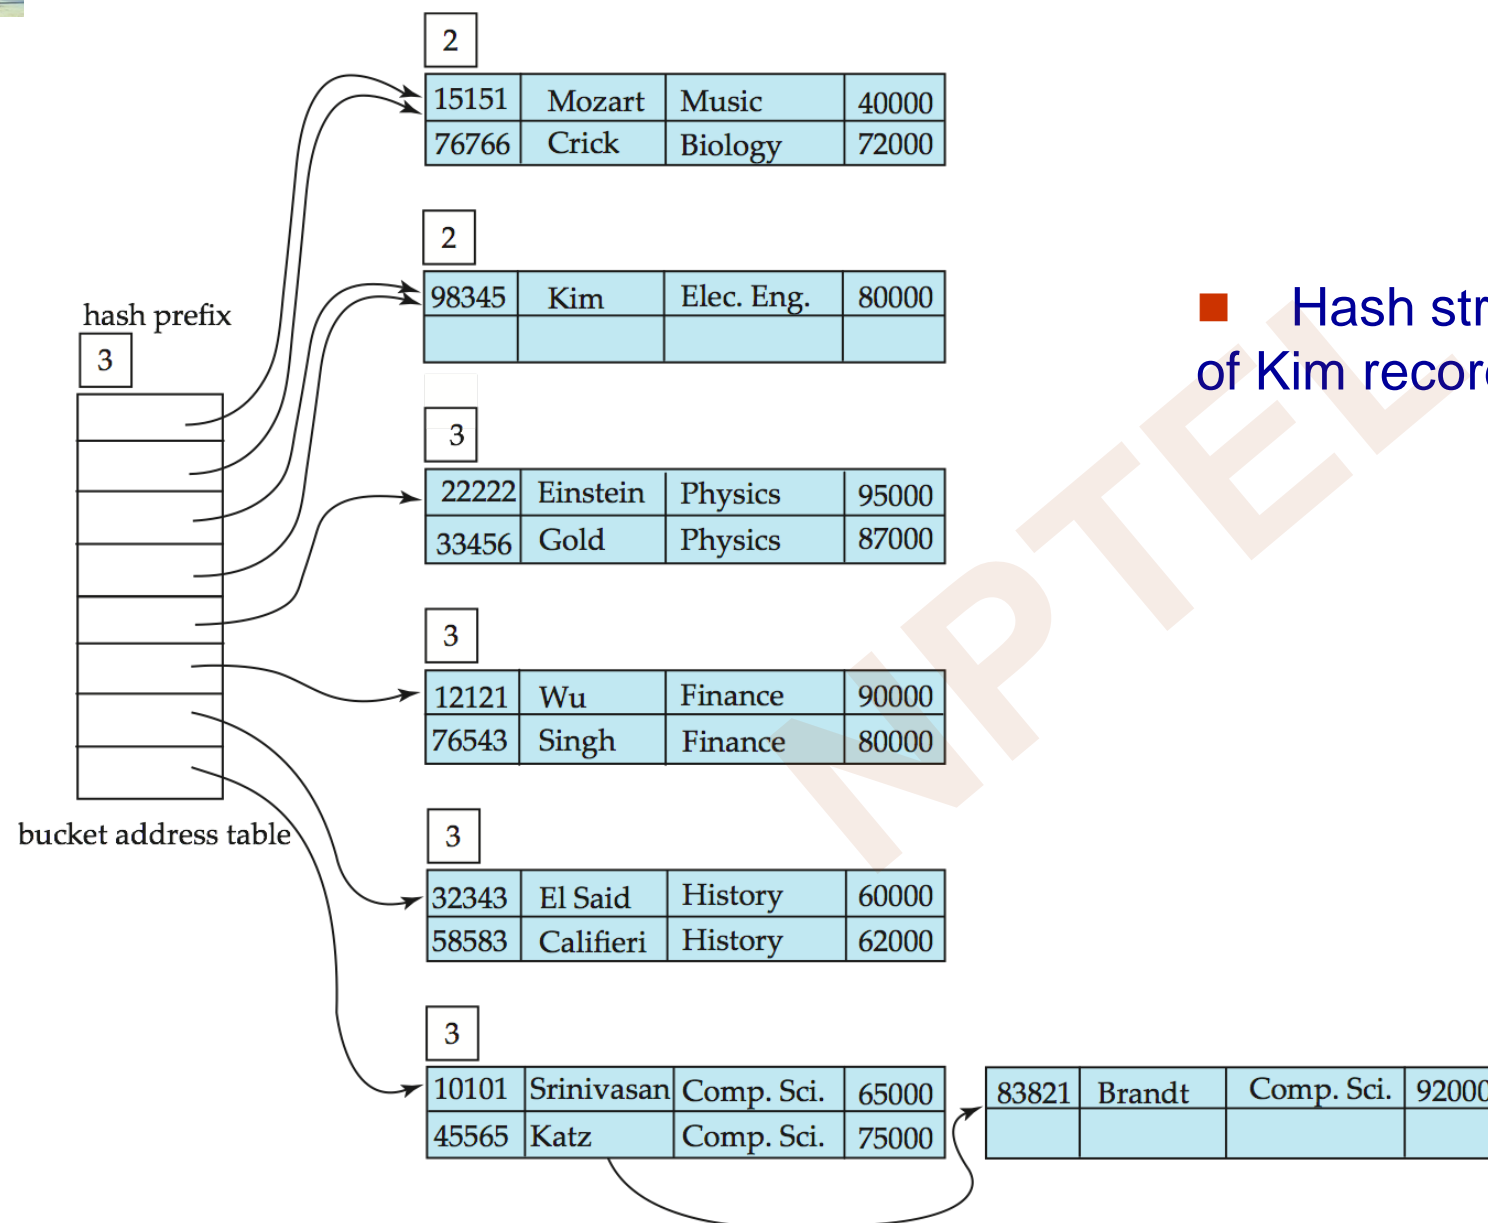 2
15151 Mozart Music 40000
76766 Crick Biology 72000
2
98345 Kim Elec. Eng. 80000
hash prefix
3
3
22222 Einstein Physics 95000
33456 Gold Physics 87000
3
12121 Wu Finance 90000
76543 Singh Finance 80000
bucket address table
3
32343 El Said History 60000
58583 Califieri History 62000
3
10101 Srinivasan Comp. Sci. 65000
45565 Katz Comp. Sci. 75000
83821 Brandt Comp. Sci. 92000
Hash
of Kim
NPTEL